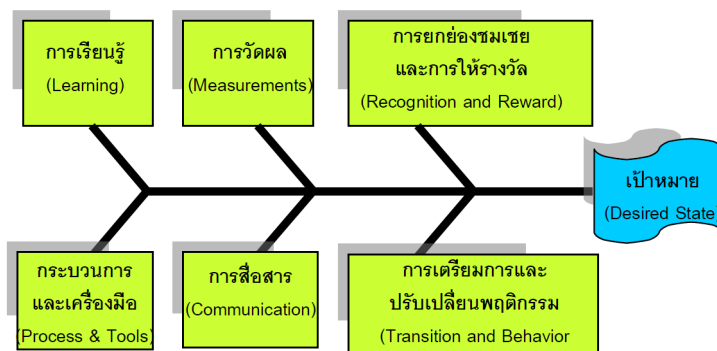 การเรียนรู้
(Learning)
การวัดผล
(Measurements)
การยกย่องชมเชย
และการให้รางวัล
(Recognition and Reward)
เป้าหมาย
(Desired State)
กระบวนการ
และเครื่องมือ
(Process & Tools)
การสื่อสาร
(Communication)
การเตรียมการและ
ปรับเปลี่ยนพฤติกรรม
(Transition and Behavior